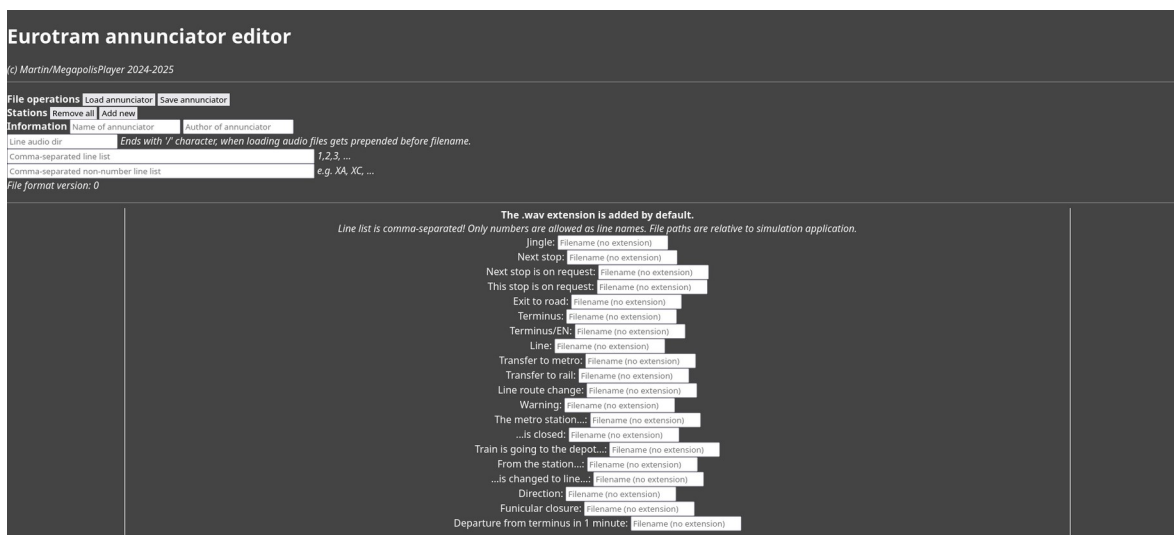 Eurotram annunciator editor
(c) Martin/MegapolisPlayer 2024-2025
File operations Load annunciator Save annunciator
Stations Remove all Add new
Information Name of annunciator Author of annunciator
Line audio dir Ends with '/' character, when loading audio files gets prepended before filename.
Comma-separated line list 1,2,3, ...
Comma-separated non-number line list e.g. XA, XC, ...
File format version: 0
The .wav extension is added by default.
Line list is comma-separated! Only numbers are allowed as line names. File paths are relative to simulation application.
Jingle: Filename (no extension)
Next stop: Filename (no extension)
Next stop is on request: Filename (no extension)
This stop is on request: Filename (no extension)
Exit to road: Filename (no extension)
Terminus: Filename (no extension)
Terminus/EN: Filename (no extension)
Line: Filename (no extension)
Transfer to metro: Filename (no extension)
Transfer to rail: Filename (no extension)
Line route change: Filename (no extension)
Warning: Filename (no extension)
The metro station...: Filename (no extension)
...is closed: Filename (no extension)
Train is going to the depot...: Filename (no extension)
From the station...: Filename (no extension)
...is changed to line...: Filename (no extension)
Direction: Filename (no extension)
Funicular closure: Filename (no extension)
Departure from terminus in 1 minute: Filename (no extension)